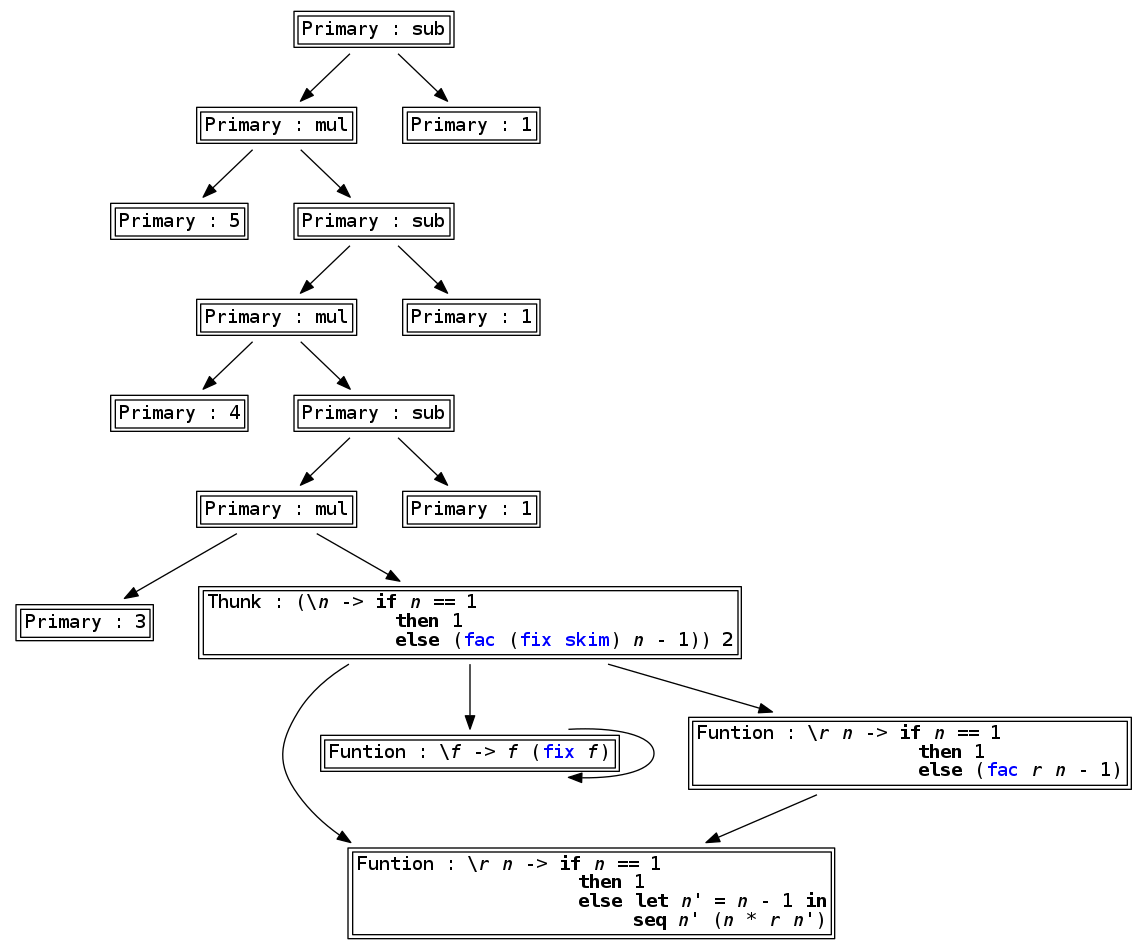 Primary : sub
Primary : mul
Primary : 1
Primary : 5
Primary : sub
Primary : mul
Primary : 1
Primary : 4
Primary : sub
Primary : mul
Primary : 1
Primary : 3
Thunk : (\n -> if n == 1
then 1
else (fac (fix skim) n - 1)) 2
Funtion : \f -> f (fix f)
Funtion : \r n -> if n == 1
then 1
else (fac r n - 1)
Funtion : \r n -> if n == 1
then 1
else let n' = n - 1 in
seq n' (n * r n')